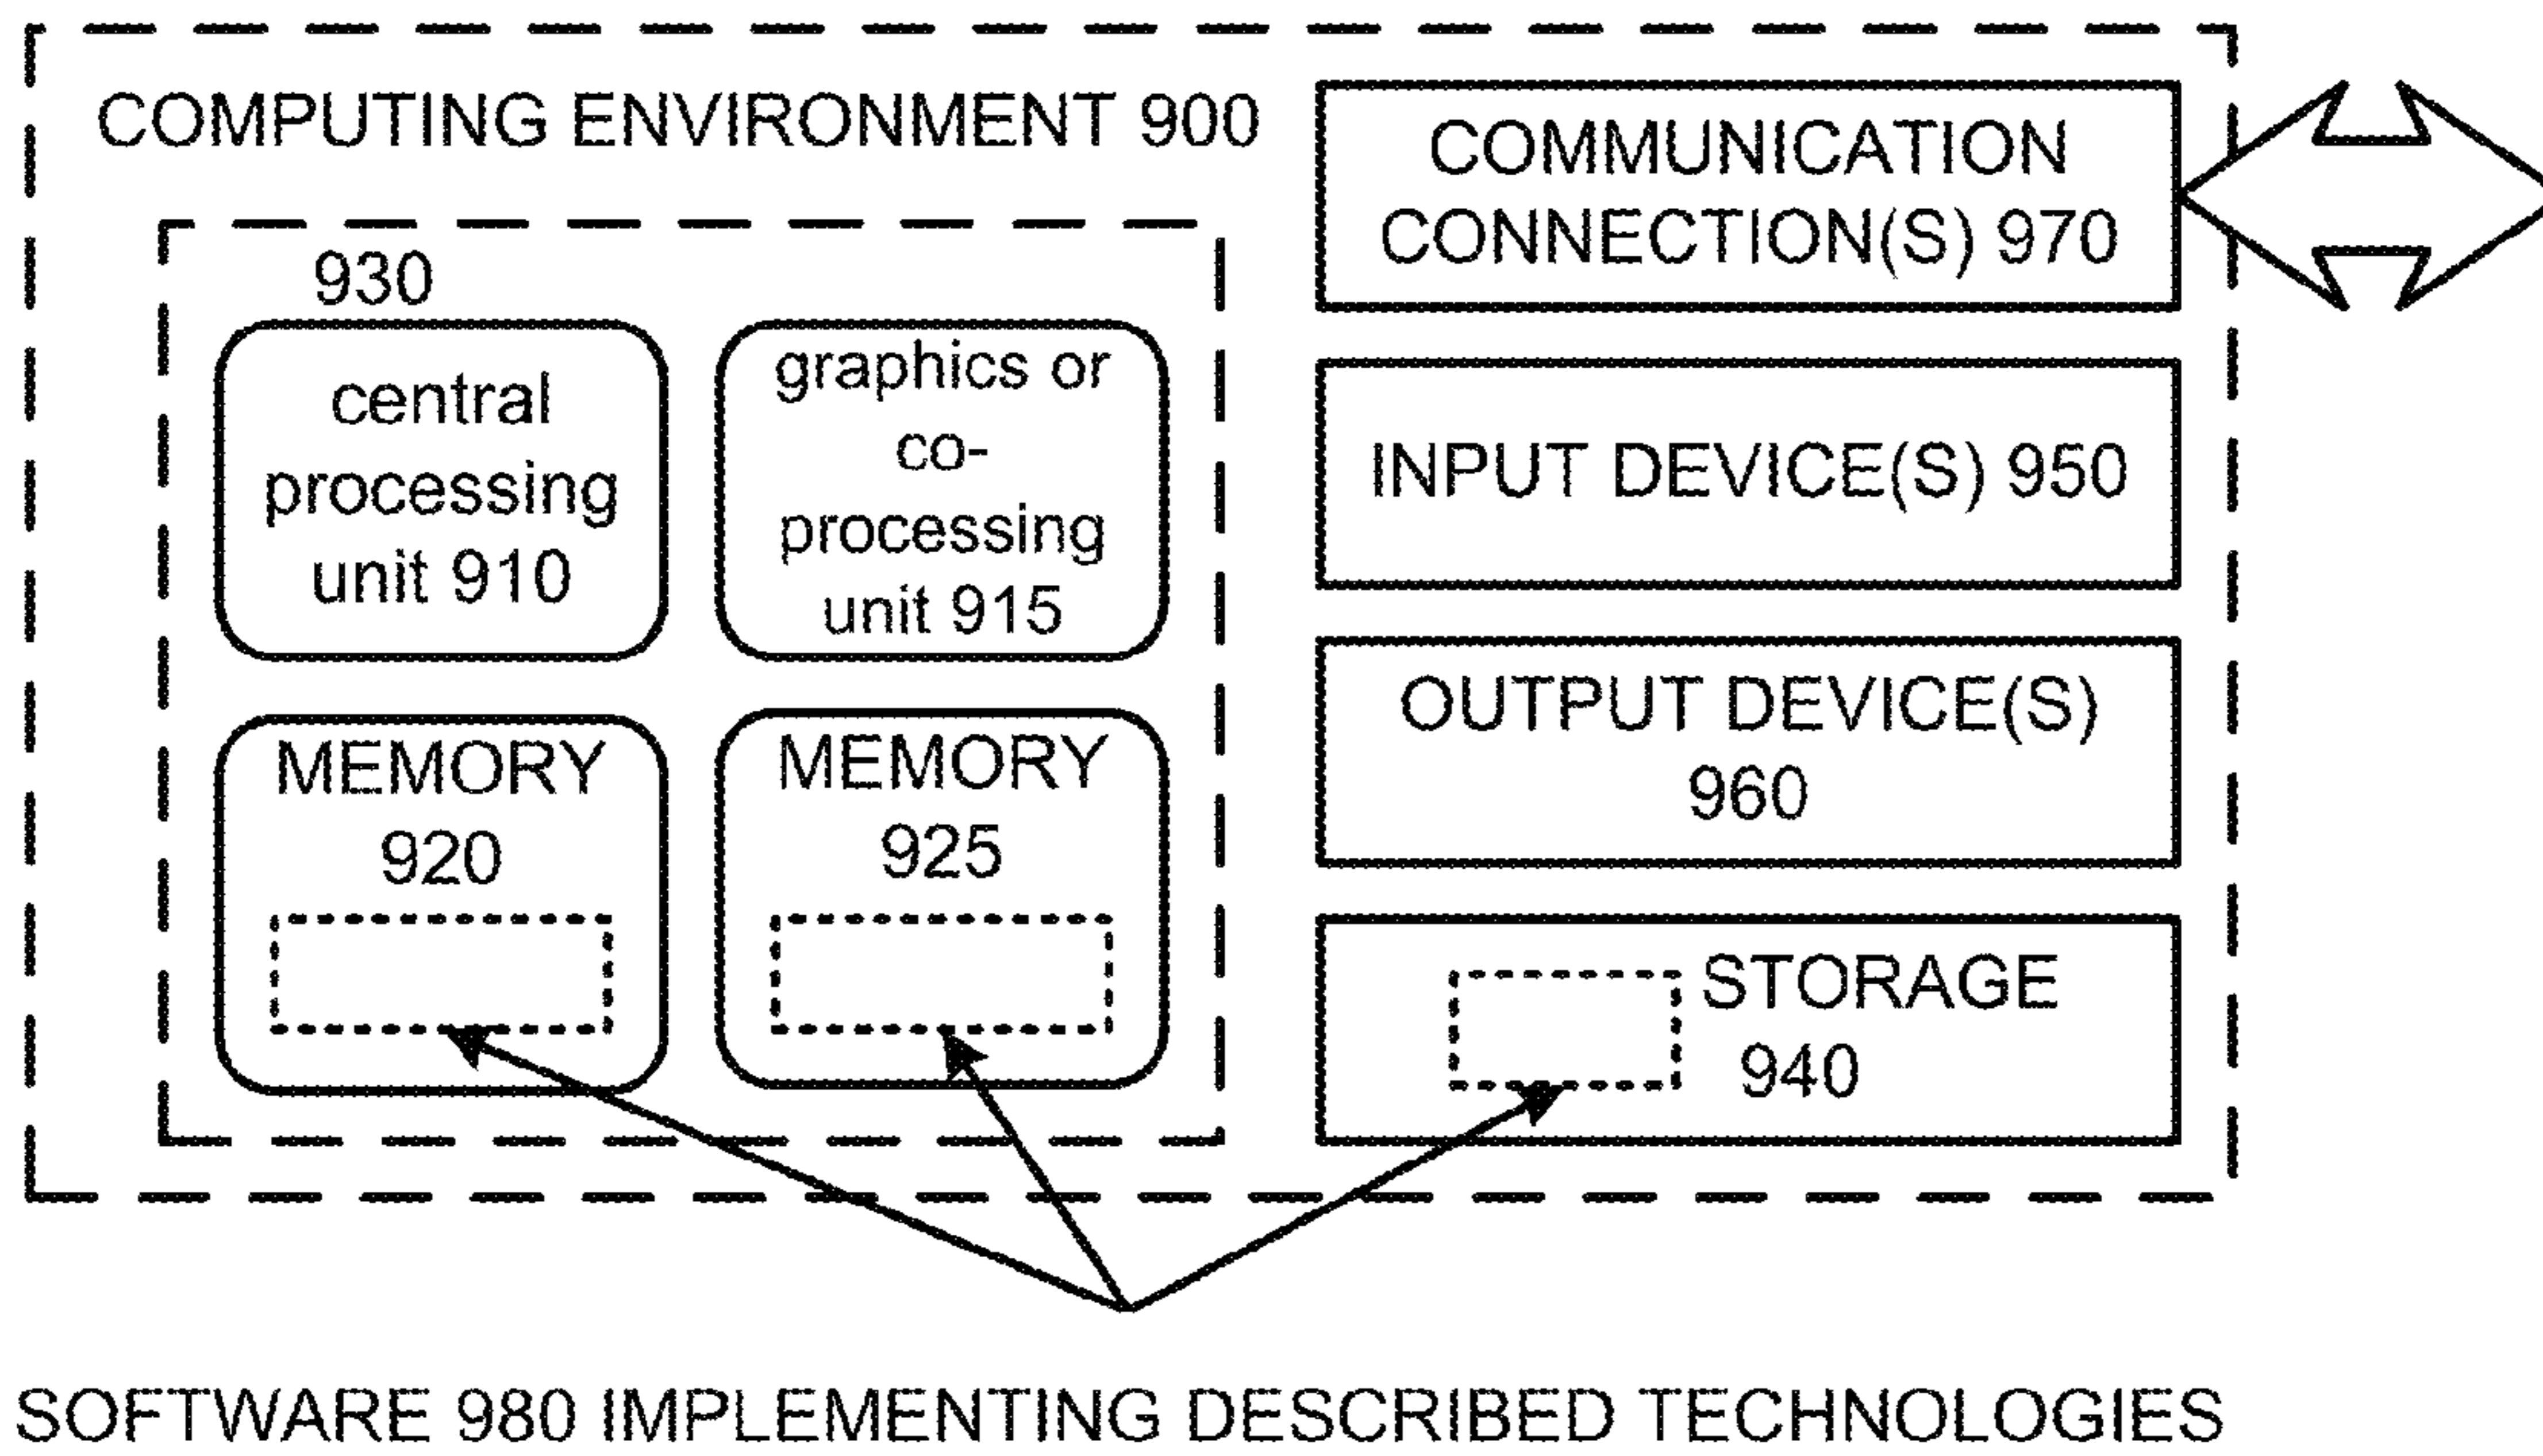 COMPUTING ENVIRONMENT 900
930
central
processing
unit 910
graphics or
co-
processing
unit 915
MEMORY
920
MEMORY
925
COMMUNICATION
CONNECTION(S) 970
INPUT DEVICE(S) 950
OUTPUT DEVICE(S)
960
STORAGE
940
SOFTWARE 980 IMPLEMENTING DESCRIBED TECHNOLOGIES